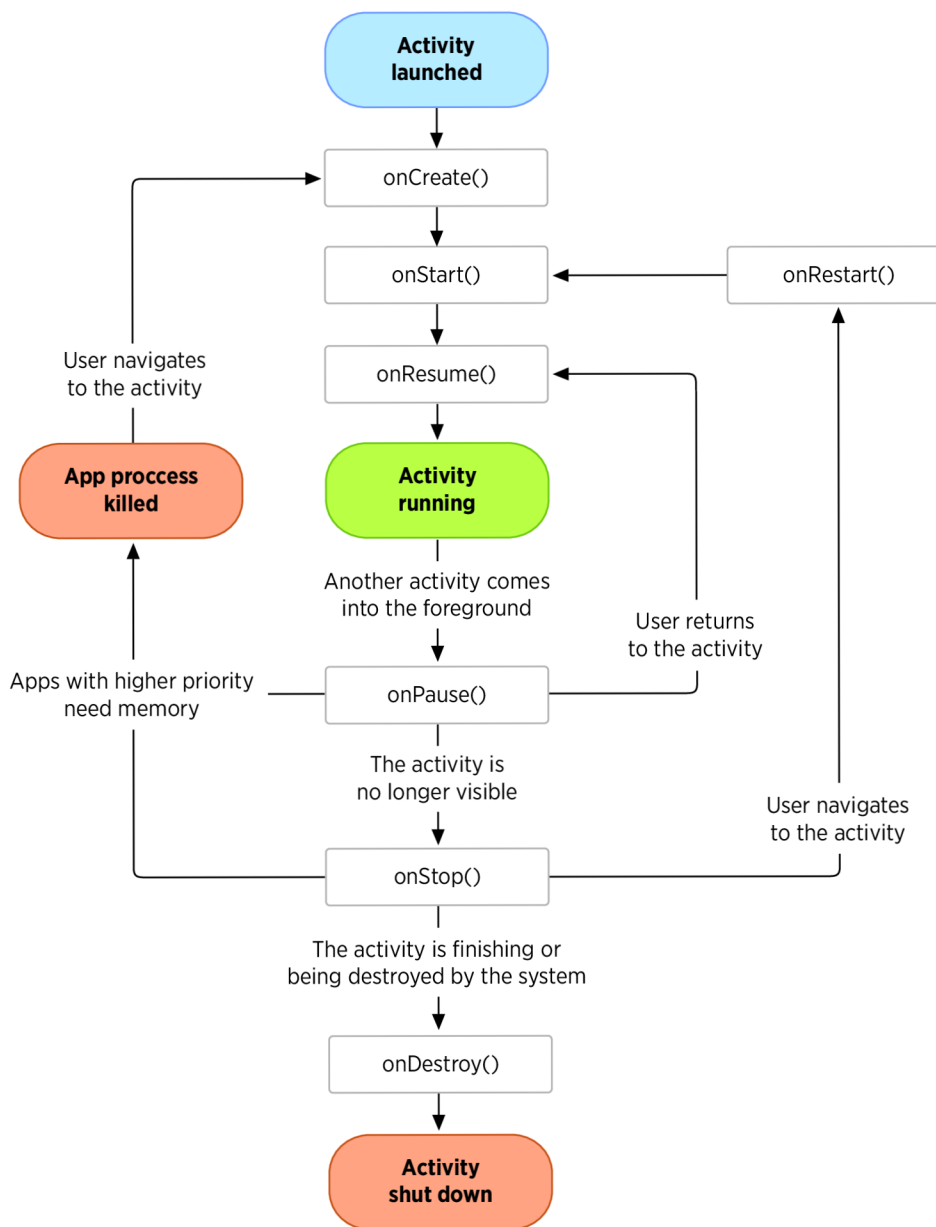 Activity
launched
onCreate()
onStart()
onRestart()
User navigates
to the activity
onResume()
App proccess
killed
Activity
running
Another activity comes
into the foreground
User returns
to the activity
Apps with higher priority
need memory
onPause()
The activity is
no longer visible
User navigates
to the activity
onStop()
The activity is finishing or
being destroyed by the system
onDestroy()
Activity
shut down